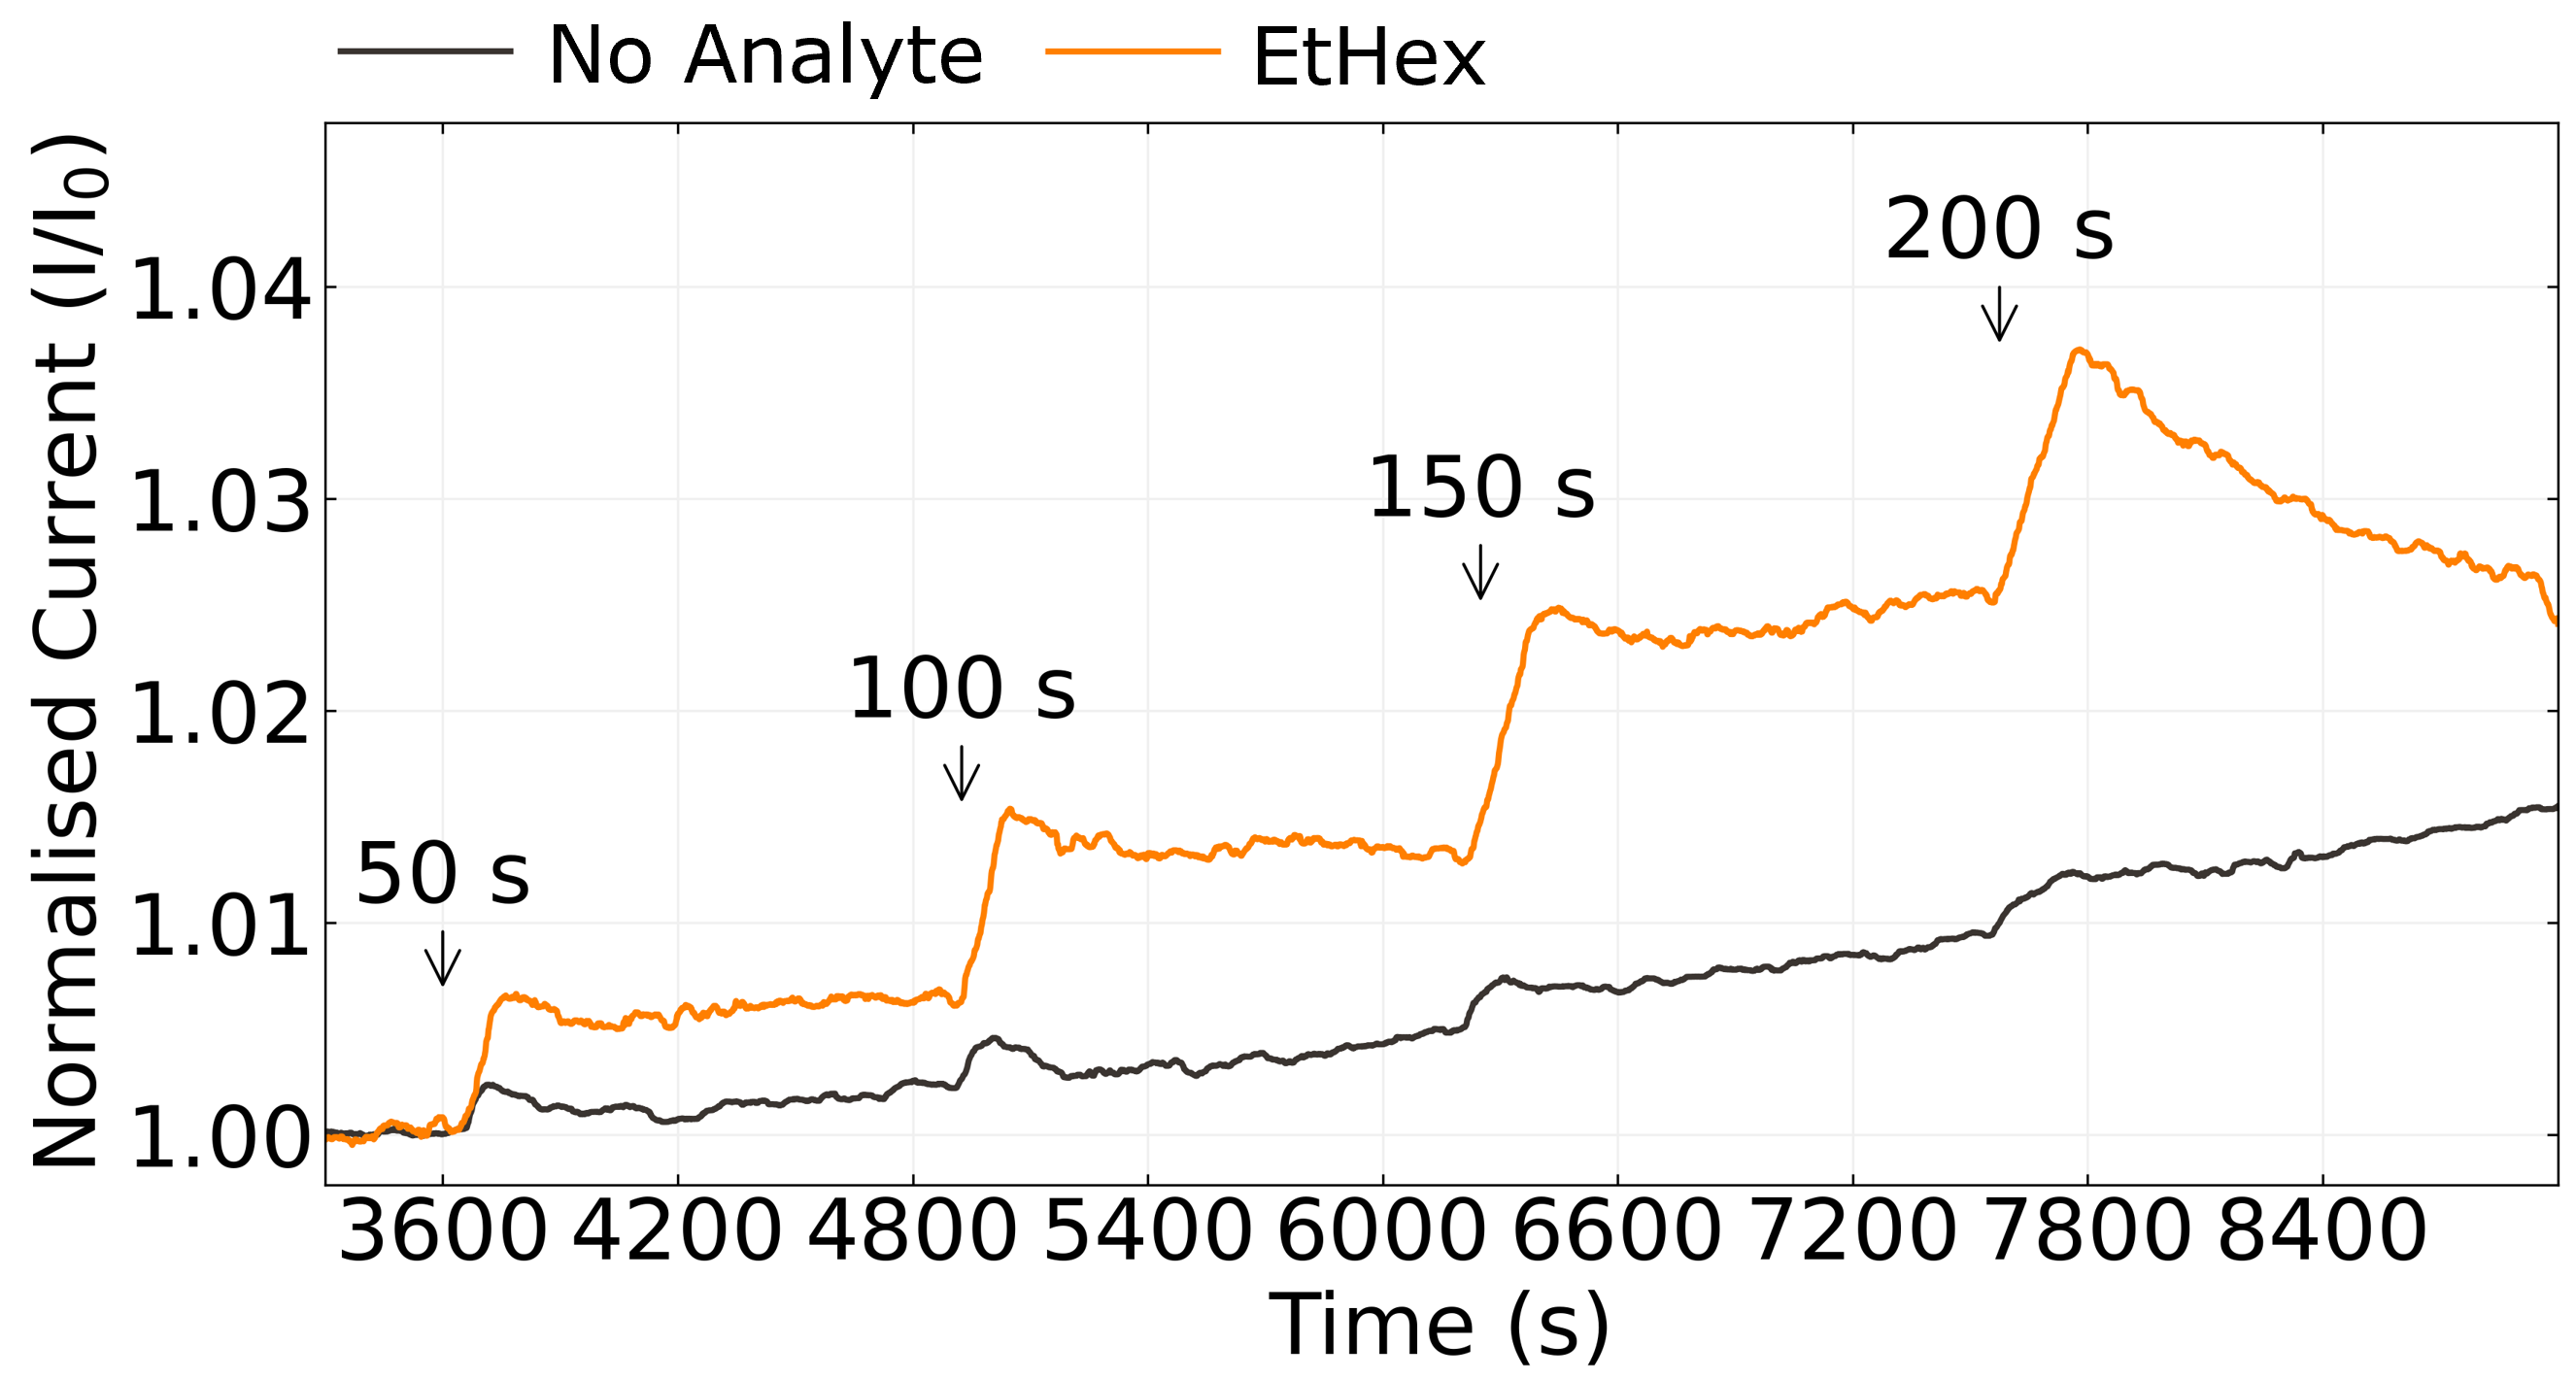 No Analyte EtHex
Normalised Current (I/I₀)
1.04
1.03
1.02
1.01
1.00
50 s
100 s
150 s
200 s
3600 4200 4800 5400 6000 6600 7200 7800 8400
Time (s)